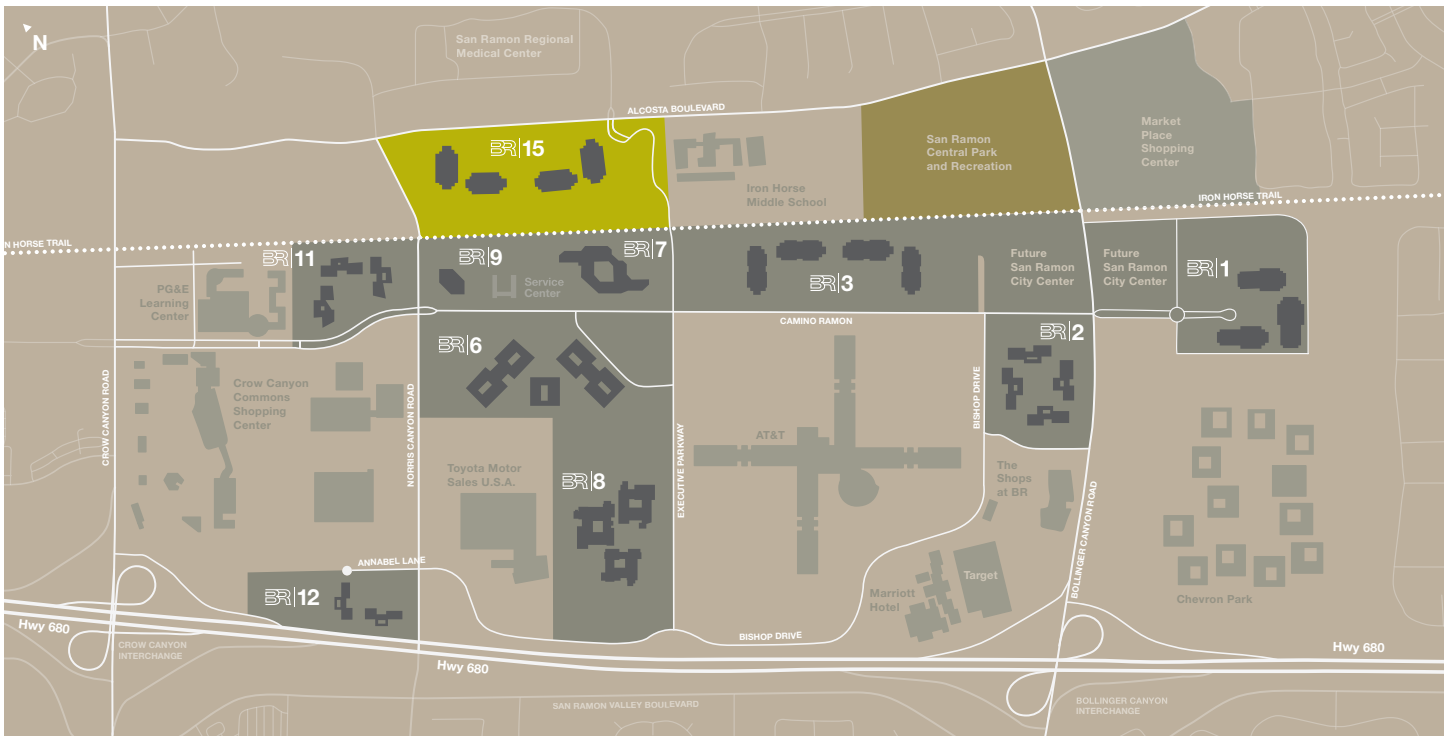 N
San Ramon Regional
Medical Center
ALCOSTA BOULEVARD
BR|15
San Ramon
Central Park
and Recreation
Market
Place
Shopping
Center
Iron Horse
Middle School
IRON HORSE TRAIL
N HORSE TRAIL
BR|11
BR|9
BR|7
Service
Center
BR|3
Future
San Ramon
City Center
Future
San Ramon
City Center
BR|1
PG&E
Learning
Center
CAMINO RAMON
BR|6
BR|2
Crow Canyon
Commons
Shopping
Center
CROW CANYON ROAD
NORRIS CANYON ROAD
EXECUTIVE PARKWAY
BISHOP DRIVE
AT&T
Toyota Motor
Sales U.S.A.
BR|8
The
Shops
at BR
BOLLINGER CANYON ROAD
ANNABEL LANE
BR|12
Marriott
Hotel
Target
Chevron Park
Hwy 680
CROW CANYON
INTERCHANGE
Hwy 680
BISHOP DRIVE
Hwy 680
SAN RAMON VALLEY BOULEVARD
BOLLINGER CANYON
INTERCHANGE